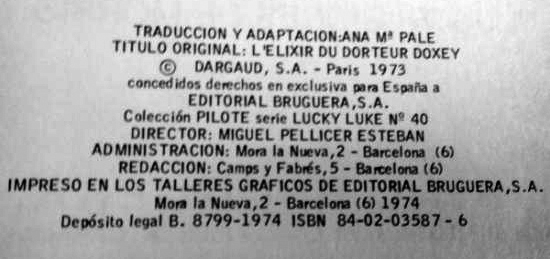 TRADUCCION Y ADAPTACION:ANA Mª PALE
TITULO ORIGINAL: L'ELIXIR DU DORTEUR DOXEY
© DARGAUD, S.A. - Paris 1973
concedidos derechos en exclusiva para España a
EDITORIAL BRUGUERA,S.A.
Colección PILOTE serie LUCKY LUKE Nº 40
DIRECTOR: MIGUEL PELLICER ESTEBAN
ADMINISTRACION: Mora la Nueva,2 - Barcelona (6)
REDACCION: Camps y Fabrés,5 - Barcelona (6)
IMPRESO EN LOS TALLERES GRAFICOS DE EDITORIAL BRUGUERA,S.A.
Mora la Nueva,2 - Barcelona (6) 1974
Depósito legal B. 8799-1974 ISBN 84-02-03587 - 6